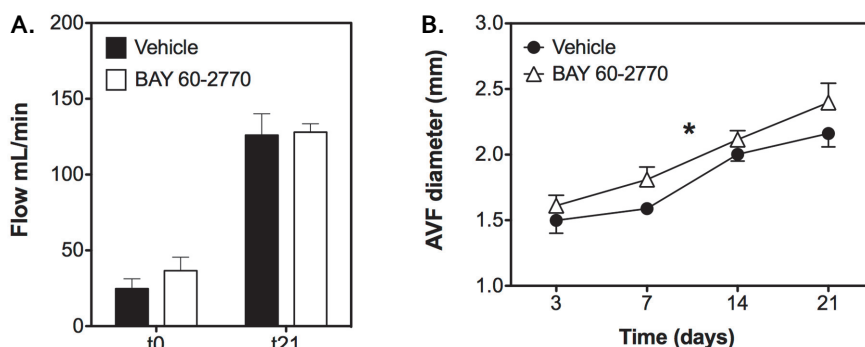 A.
Flow mL/min
200
150
100
50
0
Vehicle
BAY 60-2770
t0
t21
B.
AVF diameter (mm)
3.0
2.5
2.0
1.5
1.0
Vehicle
BAY 60-2770
*
3
7
14
21
Time (days)